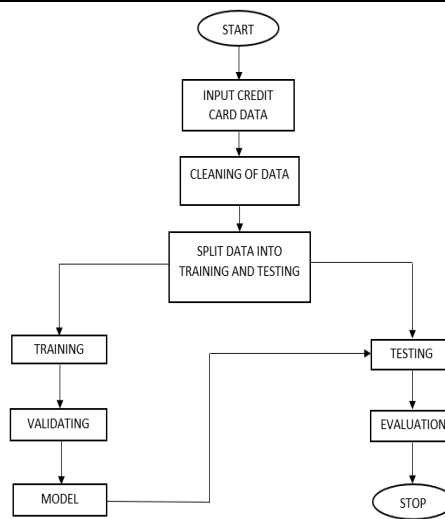 START
INPUT CREDIT
CARD DATA
CLEANING OF DATA
SPLIT DATA INTO
TRAINING AND TESTING
TRAINING
TESTING
VALIDATING
EVALUATION
MODEL
STOP